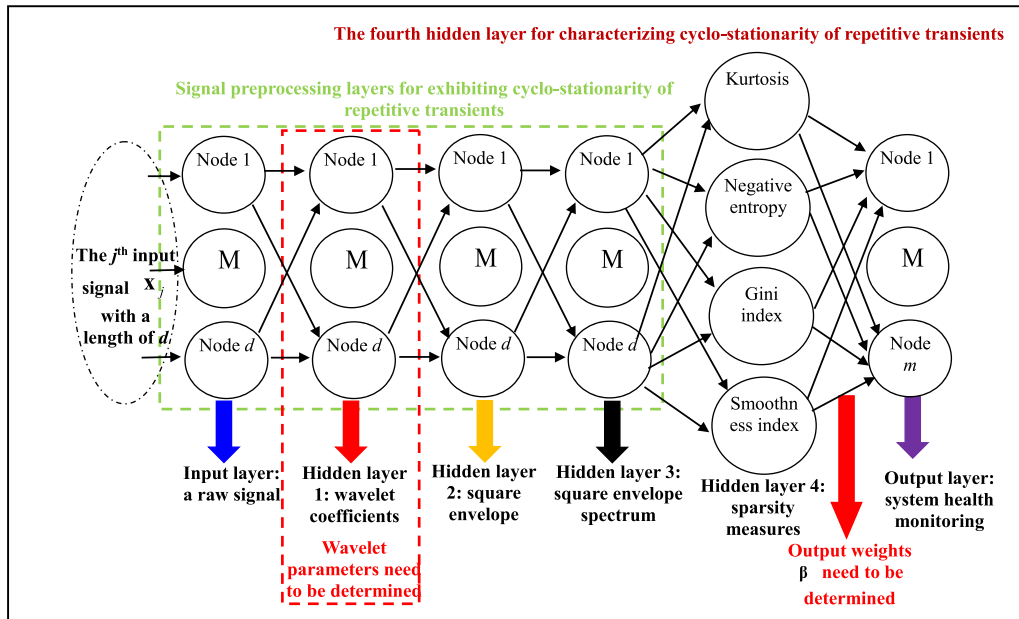 The fourth hidden layer for characterizing cyclo-stationarity of repetitive transients
Signal preprocessing layers for exhibiting cyclo-stationarity of
repetitive transients
The jth input
signal xj
with a
length of d
Node 1
M
Node d
Node 1
M
Node d
Node 1
M
Node d
Node 1
M
Node d
Kurtosis
Negative
entropy
Gini
index
Smoothn
ess index
Node 1
M
Node
m
Input layer:
a raw signal
Hidden layer
1: wavelet
coefficients
Hidden layer
2: square
envelope
Hidden layer 3:
square envelope
spectrum
Hidden layer 4:
sparsity
measures
Output layer:
system health
monitoring
Wavelet
parameters need
to be determined
Output weights
β need to be
determined